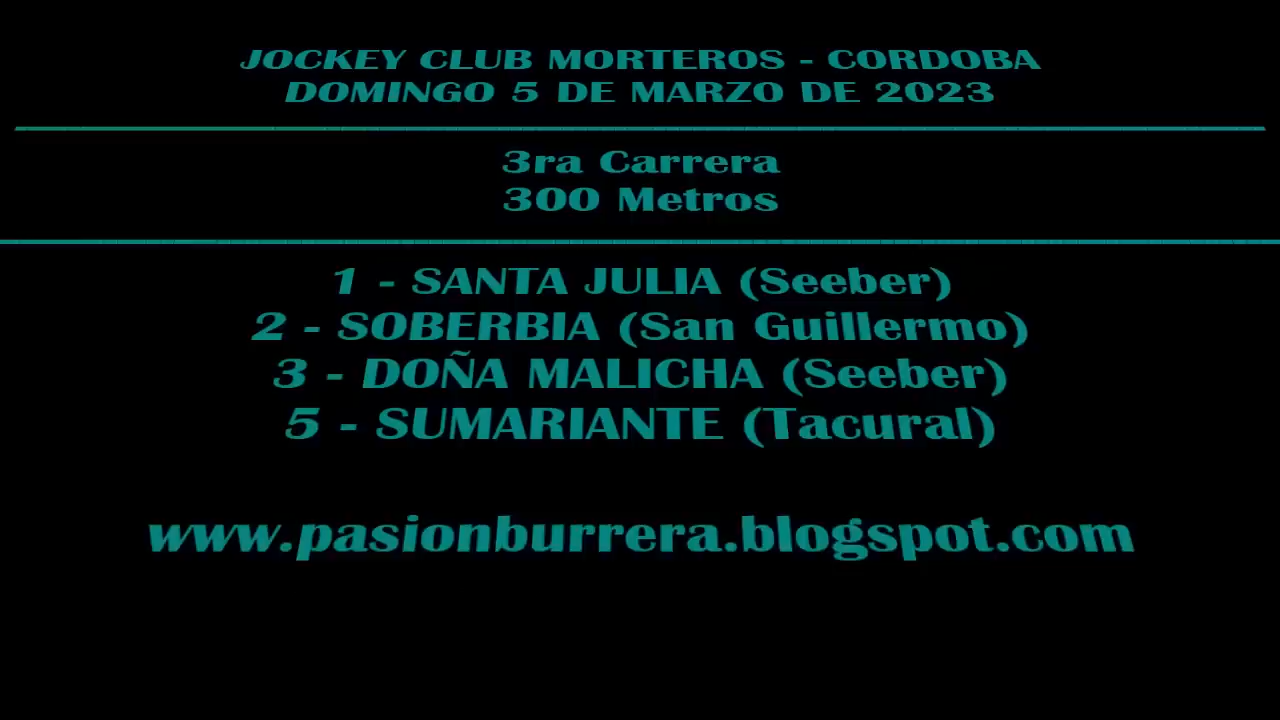 JOCKEY CLUB MORTEROS - CORDOBA
DOMINGO 5 DE MARZO DE 2023
3ra Carrera
300 Metros
1 - SANTA JULIA (Seeber)
2 - SOBERBIA (San Guillermo)
3 - DOÑA MALICHA (Seeber)
5 - SUMARIANTE (Tacural)
www.pasionburrera.blogspot.com